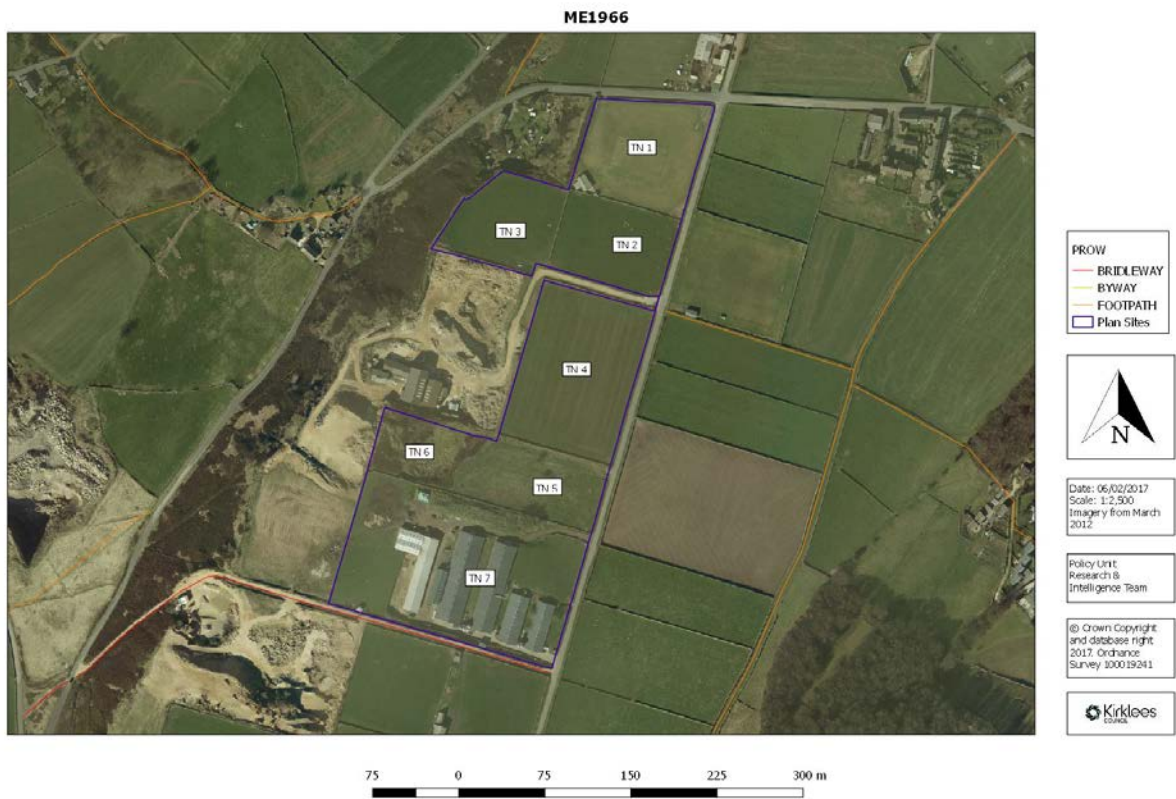 ME1966
TN 1
TN 3
TN 2
TN 4
TN 6
TN 5
TN 7
PROW
BRIDLEWAY
BYWAY
FOOTPATH
Plan Sites
N
Date: 06/02/2017
Scale: 1:2,500
Imagery from March
2012
Policy Unit
Research &
Intelligence Team
© Crown Copyright
and database right
2017. Ordnance
Survey 100019241
Kirklees
COUNCIL
75 0 75 150 225 300 m